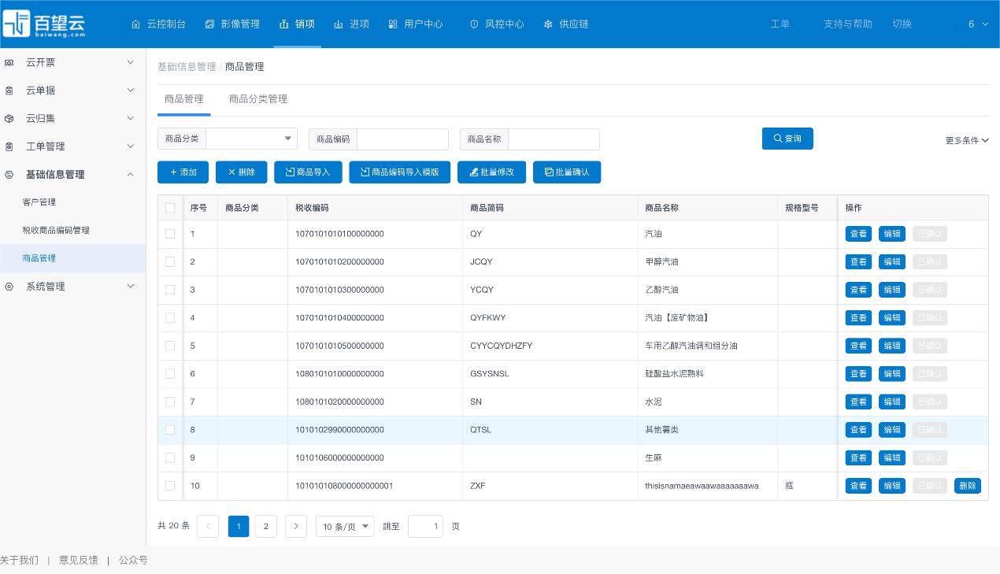 百望云
baiwang.com
云控制台 影像管理 销项 进项 用户中心 风控中心 供应链 工单 支持与帮助 切换 6
云开票
云单据
云归集
工单管理
基础信息管理
客户管理
税收商品编码管理
商品管理
系统管理
基础信息管理 / 商品管理
商品管理 商品分类管理
商品分类 商品编码 商品名称 查询 更多条件
添加 删除 商品导入 商品编码导入模版 批量修改 批量确认
序号 商品分类 税收编码 商品简码 商品名称 规格型号 操作
1 1070101010100000000 QY 汽油 查看 编辑 已确认
2 1070101010200000000 JCQY 甲醇汽油 查看 编辑 已确认
3 1070101010300000000 YCQY 乙醇汽油 查看 编辑 已确认
4 1070101010400000000 QYFKWY 汽油【废矿物油】 查看 编辑 已确认
5 1070101010500000000 CYYCQYDHZFY 车用乙醇汽油调和组分油 查看 编辑 已确认
6 1080101010000000000 GSYSNSL 硅酸盐水泥熟料 查看 编辑 已确认
7 1080101020000000000 SN 水泥 查看 编辑 已确认
8 1010102990000000000 QTSL 其他薯类 查看 编辑 已确认
9 1010106000000000000 生麻 查看 编辑 已确认
10 101010108000000000001 ZXF thisisnamaeawaawaaaaaaawa 瓶 查看 编辑 已确认 删除
共 20 条 1 2 10 条/页 跳至 1 页
关于我们 | 意见反馈 | 公众号